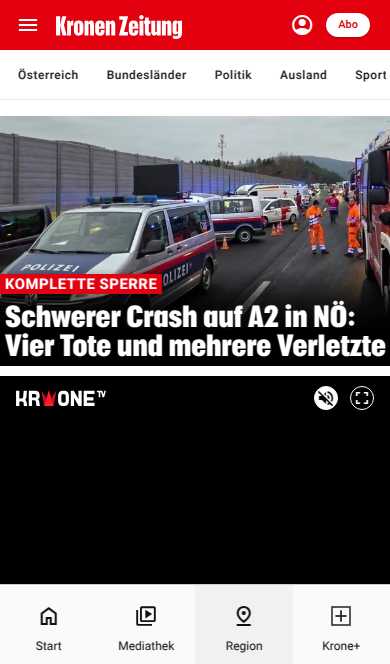 Kronen Zeitung
Abo
Österreich Bundesländer Politik Ausland Sport
POLIZEI
POLIZEI
KOMPLETTE SPERRE
Schwerer Crash auf A2 in NÖ:
Vier Tote und mehrere Verletzte
KRONE TV
Start Mediathek Region Krone+